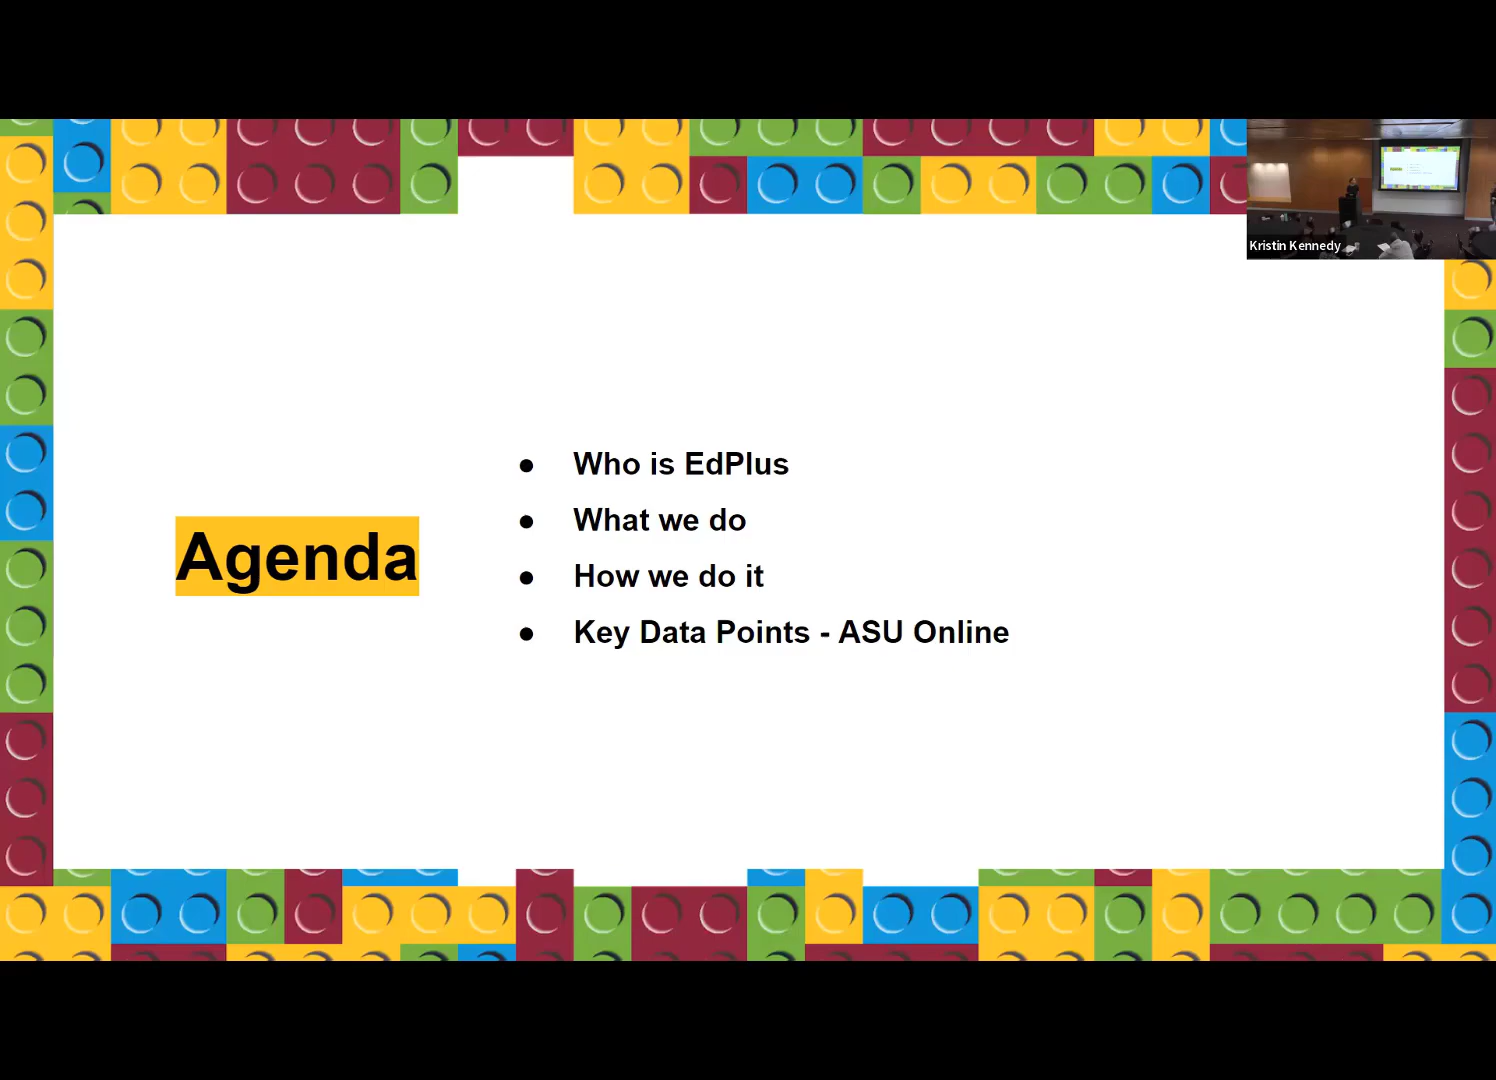 Kristin Kennedy
Agenda
● Who is EdPlus
● What we do
● How we do it
● Key Data Points - ASU Online